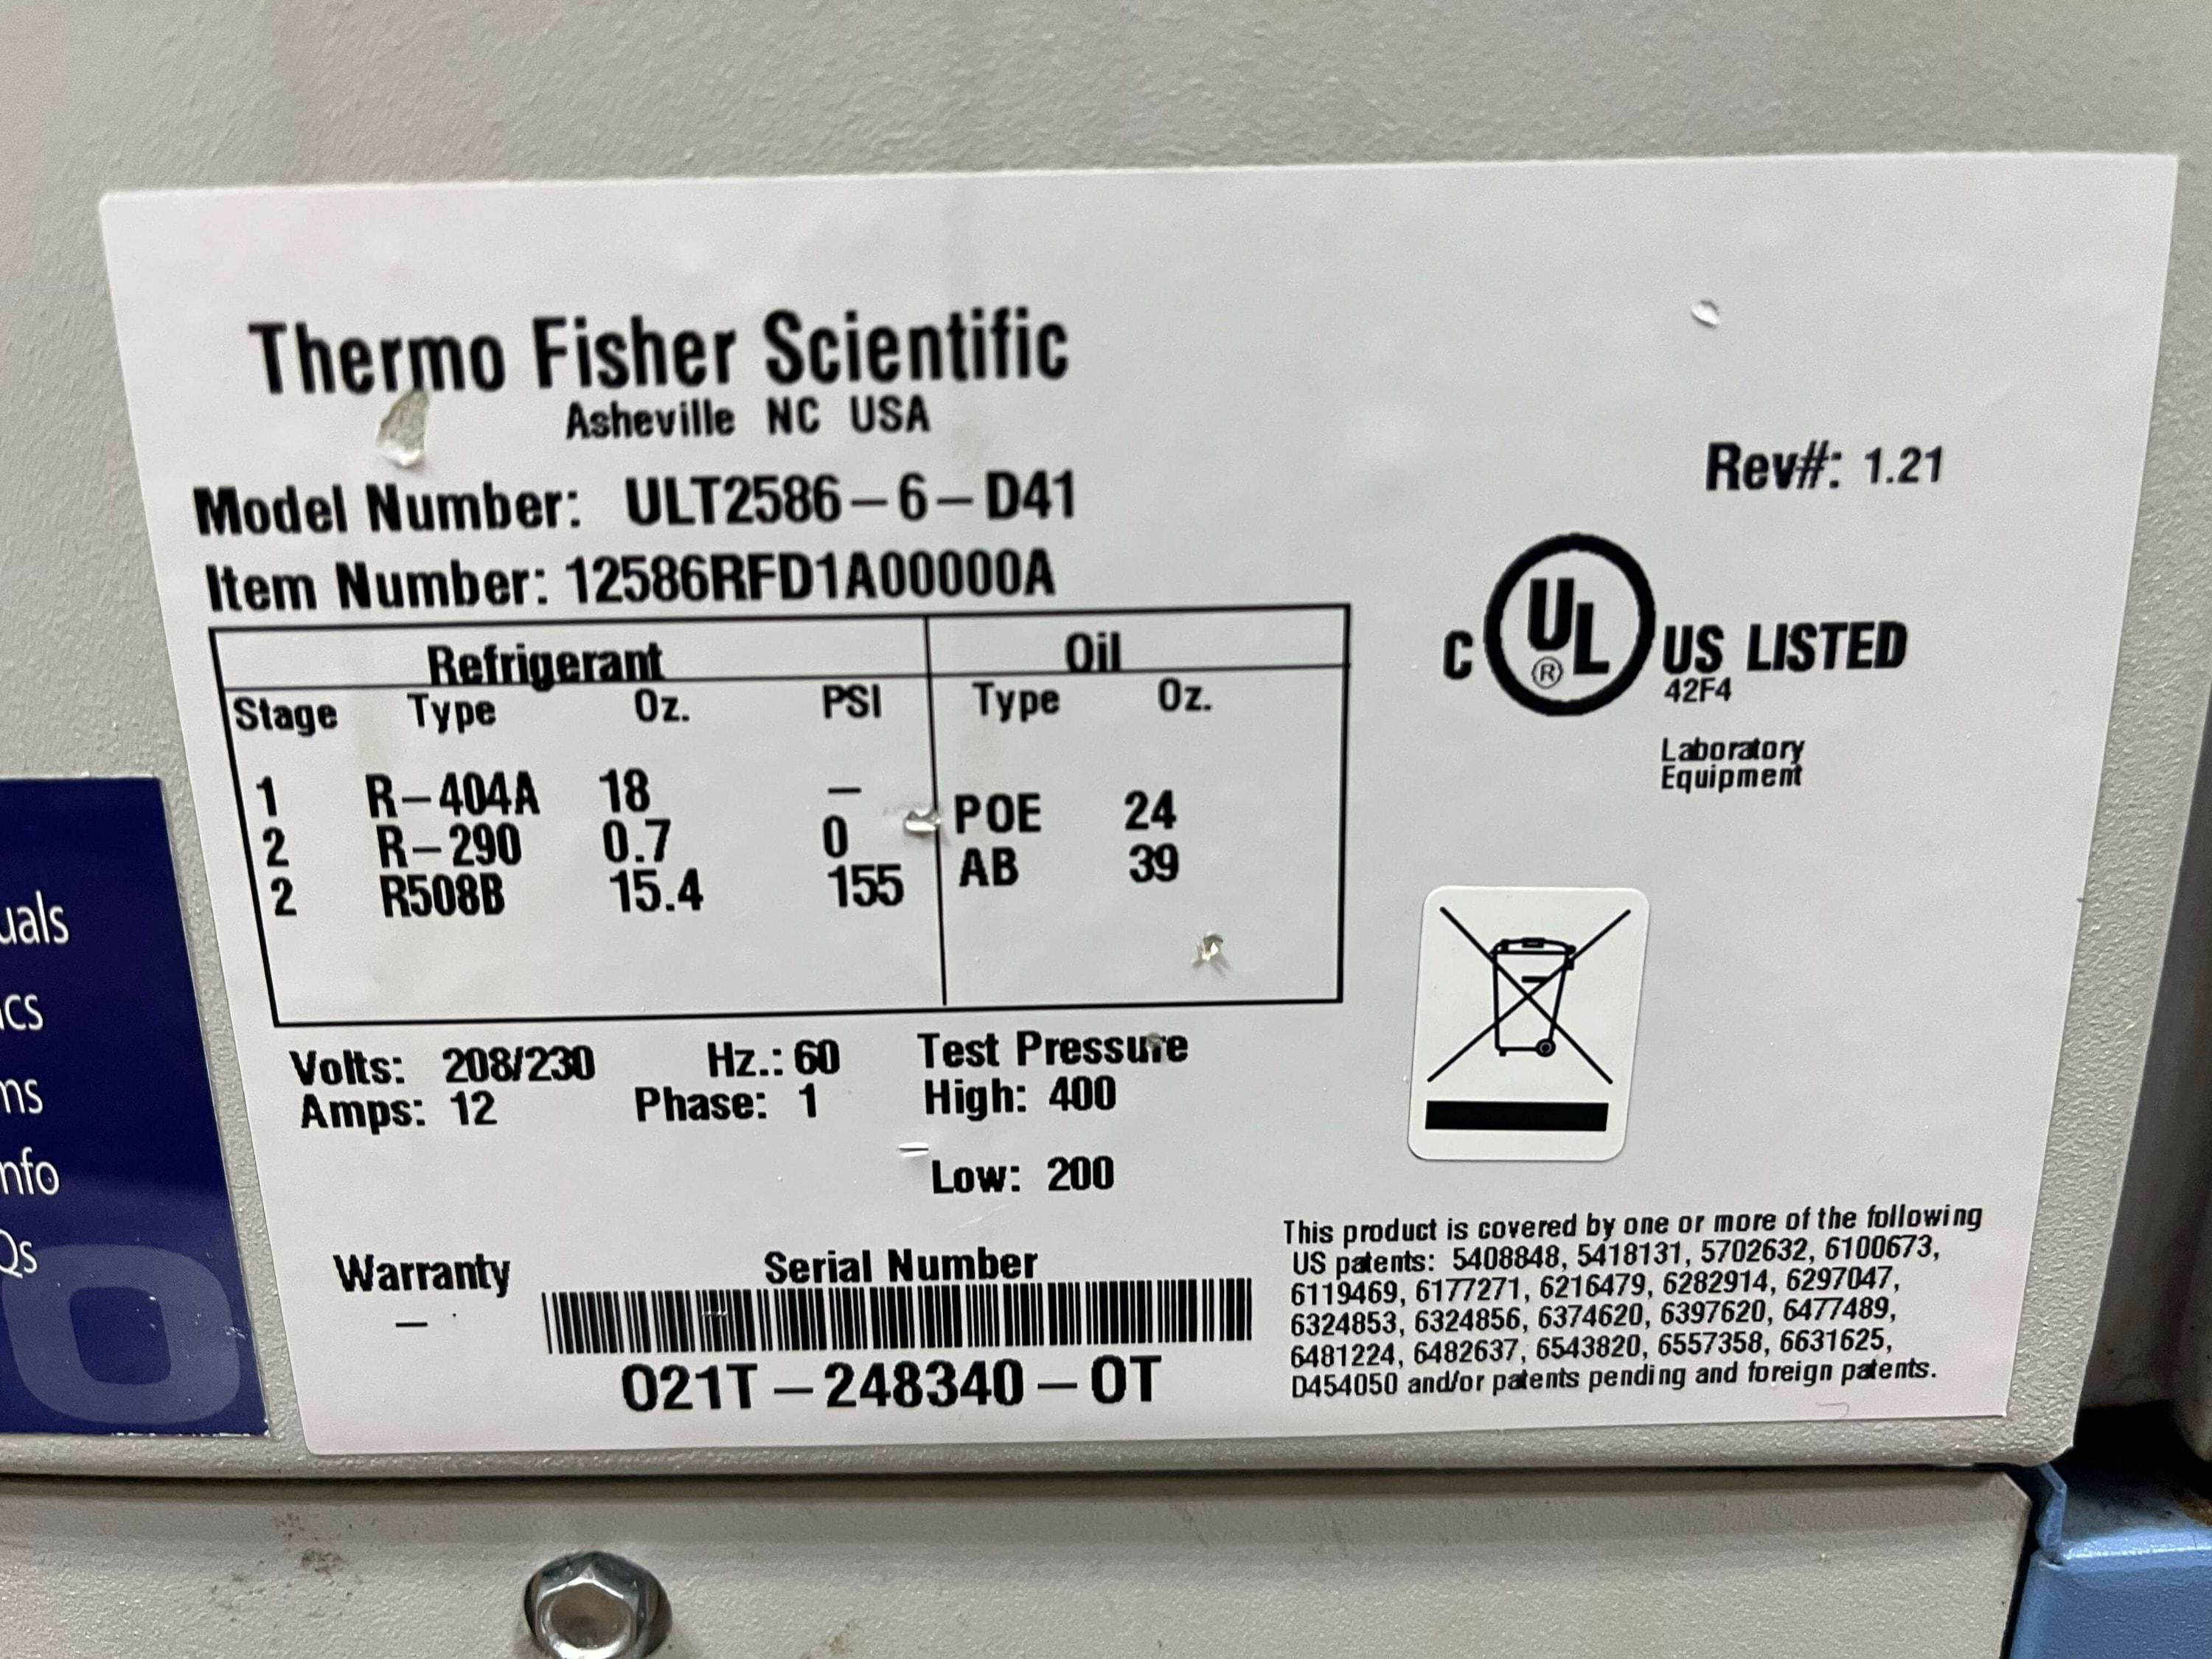 Thermo Fisher Scientific
Asheville NC USA
Model Number: ULT2586-6-D41
Rev#: 1.21
Item Number: 12586RFD1A00000A
Refrigerant Oil
Stage Type Oz. PSI Type Oz.
1 R-404A 18 - POE 24
2 R-290 0.7 0 AB 39
2 R508B 15.4 155
C UL ® US LISTED
42F4
Laboratory
Equipment
Volts: 208/230 Hz.: 60 Test Pressure
Amps: 12 Phase: 1 High: 400
Low: 200
Warranty Serial Number
-
021T-248340-0T
This product is covered by one or more of the following
US patents: 5408848, 5418131, 5702632, 6100673,
6119469, 6177271, 6216479, 6282914, 6297047,
6324853, 6324856, 6374620, 6397620, 6477489,
6481224, 6482637, 6543820, 6557358, 6631625,
D454050 and/or patents pending and foreign patents.